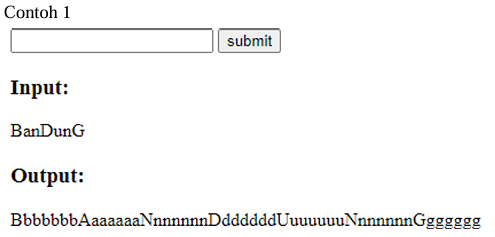 Contoh 1
submit
Input:
BanDunG
Output:
BbbbbbbAaaaaaaNnnnnnnDddddddUuuuuuuNnnnnnnGgggggg